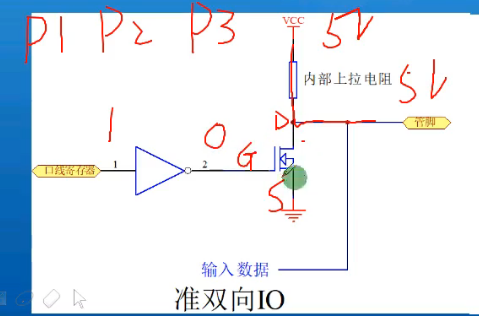 P1 P2 P3 5V
VCC
内部上拉电阻
5V
1 0 D 管脚
口线寄存器 1 2 G
S
输入数据
准双向IO